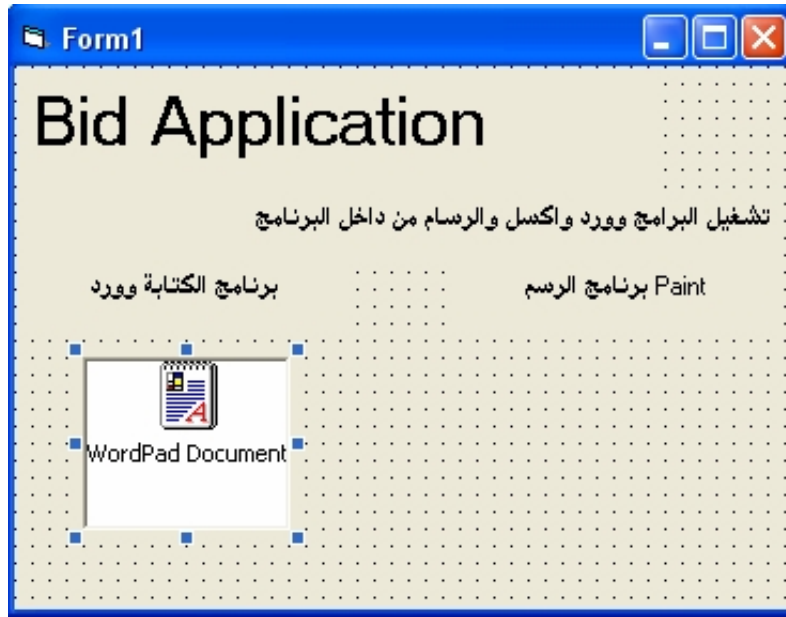 Form1
Bid Application
تشغيل البرامج وورد واكسل والرسام من داخل البرنامج
برنامج الرسم Paint
برنامج الكتابة وورد
WordPad Document